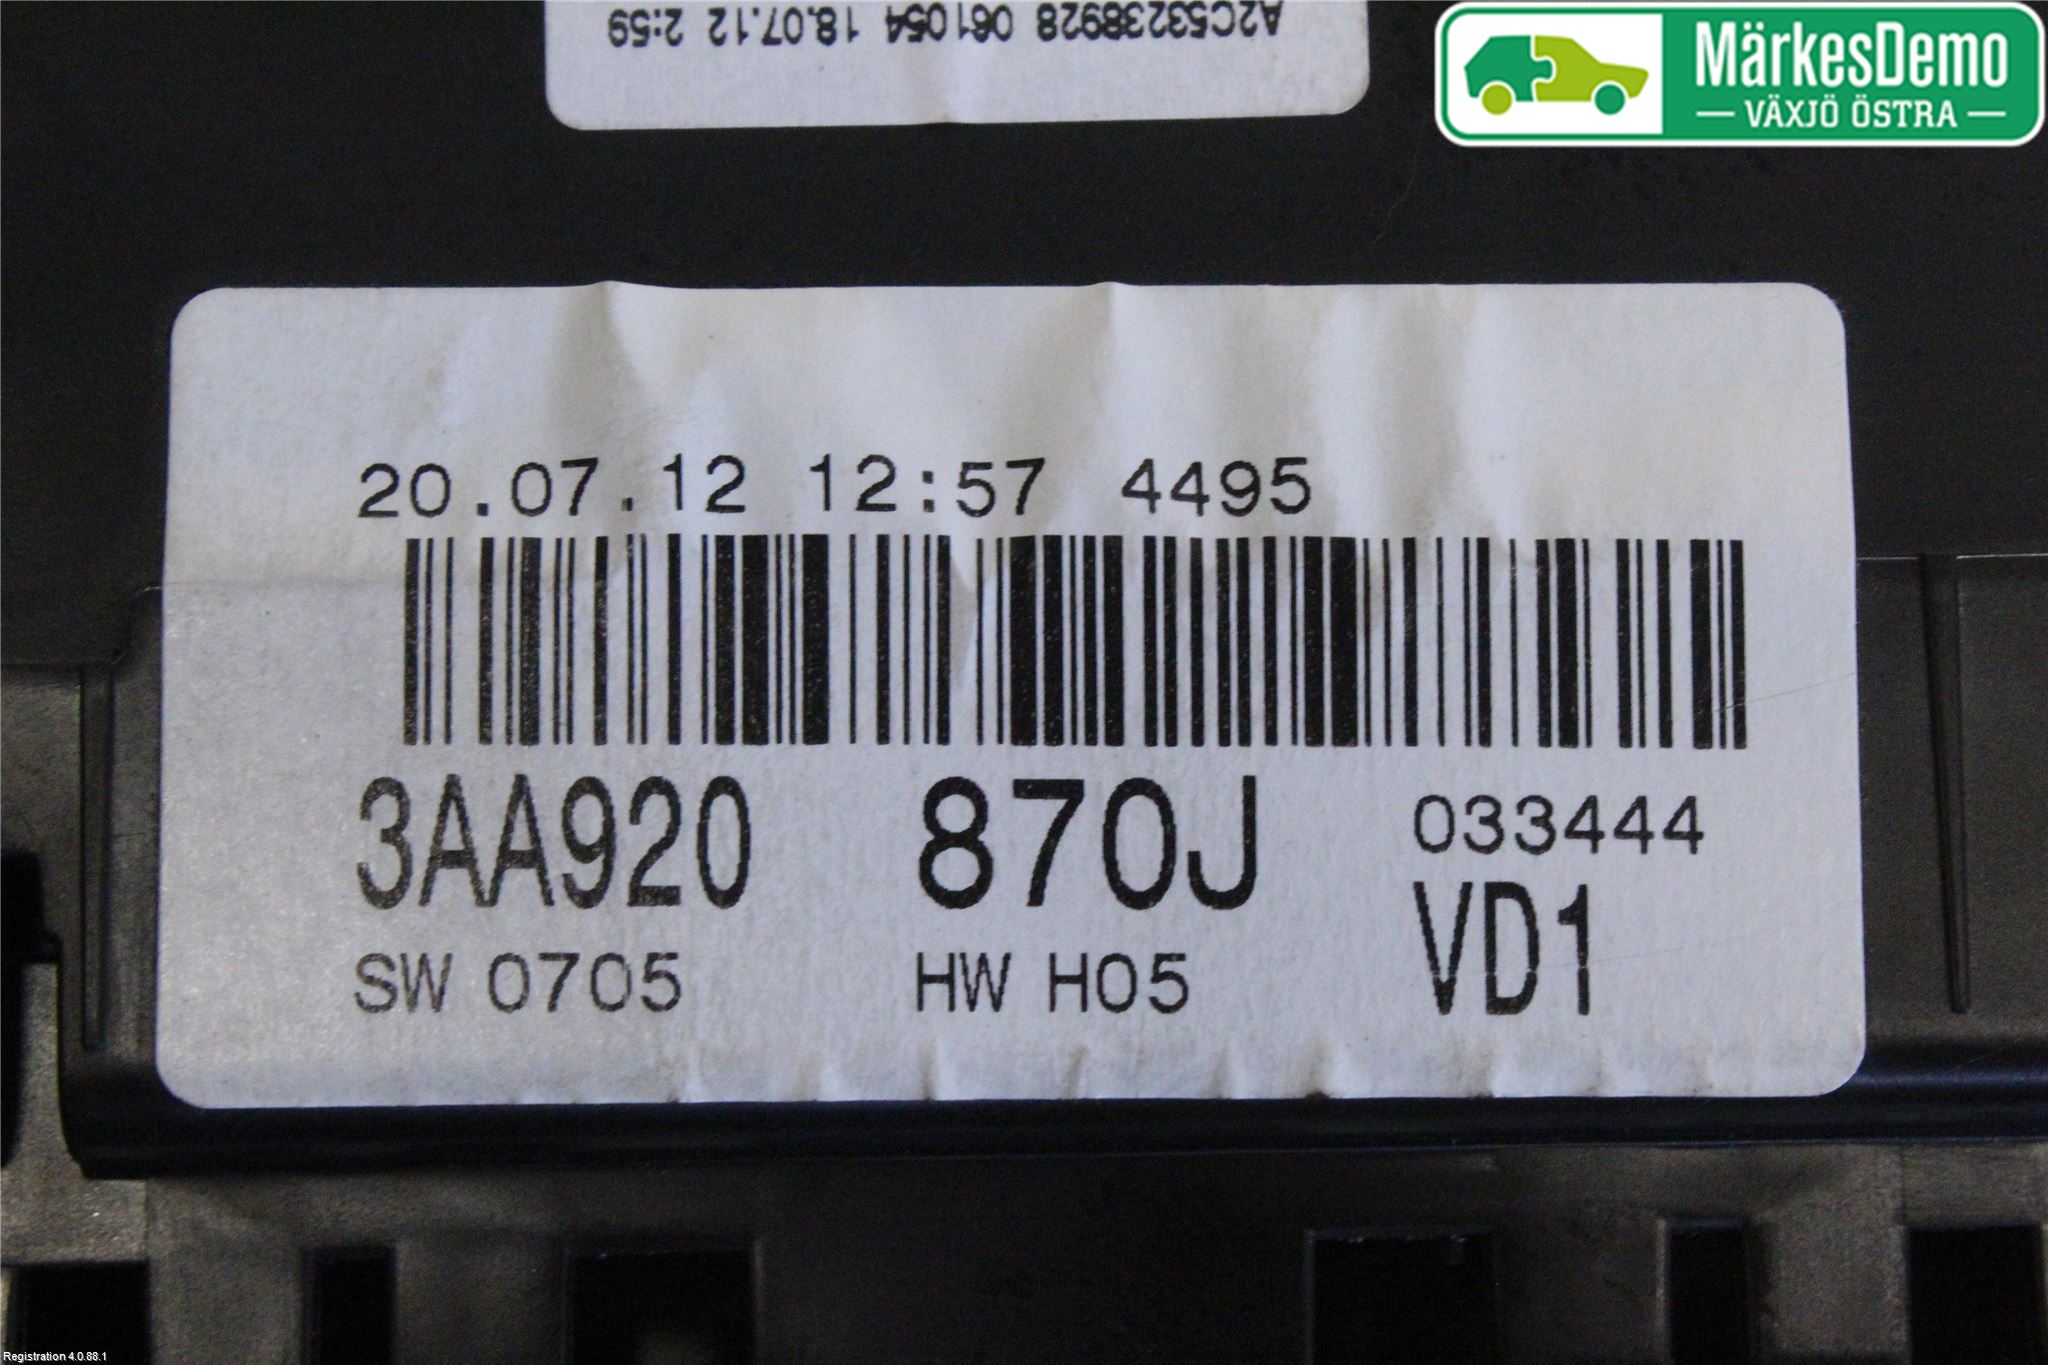 A2C53238928 061054 18.07.12 2:59
MärkesDemo
VÄXJÖ ÖSTRA
20.07.12 12:57 4495
3AA920 870J 033444
VD1
SW 0705 HW H05
Registration 4.0.88.1